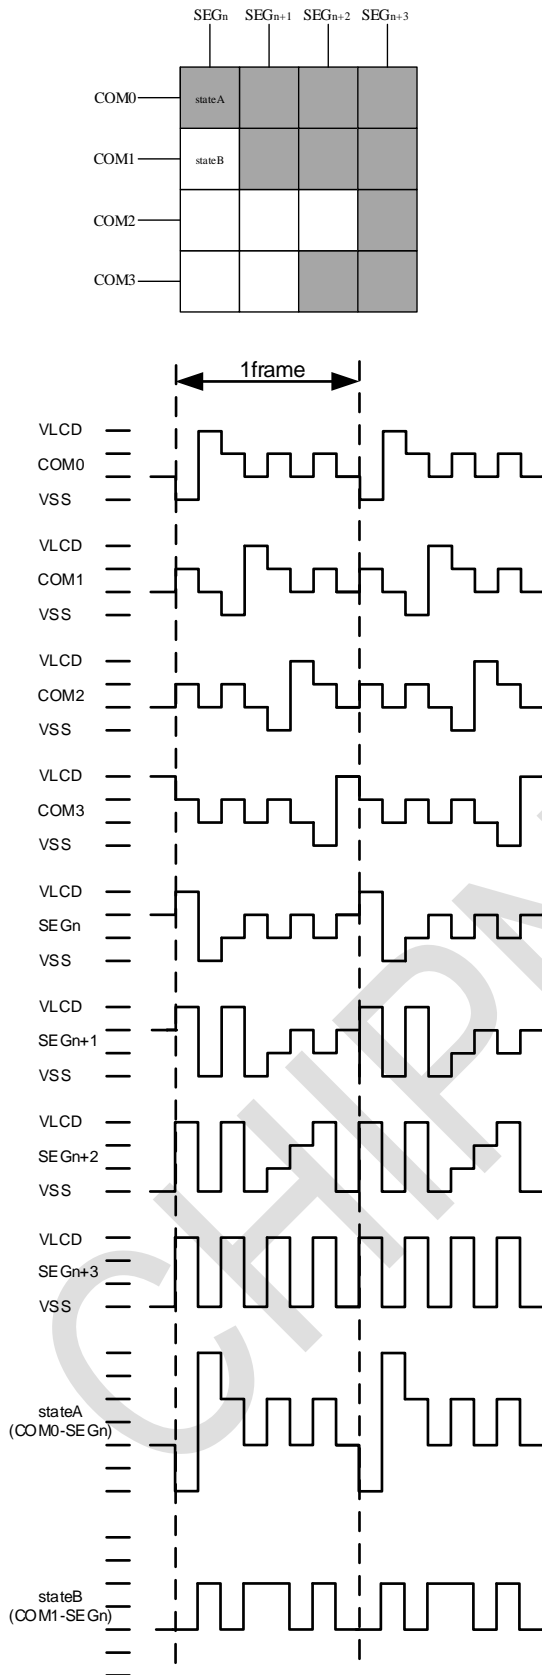 SEGn SEGn+1 SEGn+2 SEGn+3
COM0
stateA
COM1
stateB
COM2
COM3
1frame
VLCD
COM0
VSS
VLCD
COM1
VSS
VLCD
COM2
VSS
VLCD
COM3
VSS
VLCD
SEGn
VSS
VLCD
SEGn+1
VSS
VLCD
SEGn+2
VSS
VLCD
SEGn+3
VSS
stateA
(COM0-SEGn)
stateB
(COM1-SEGn)